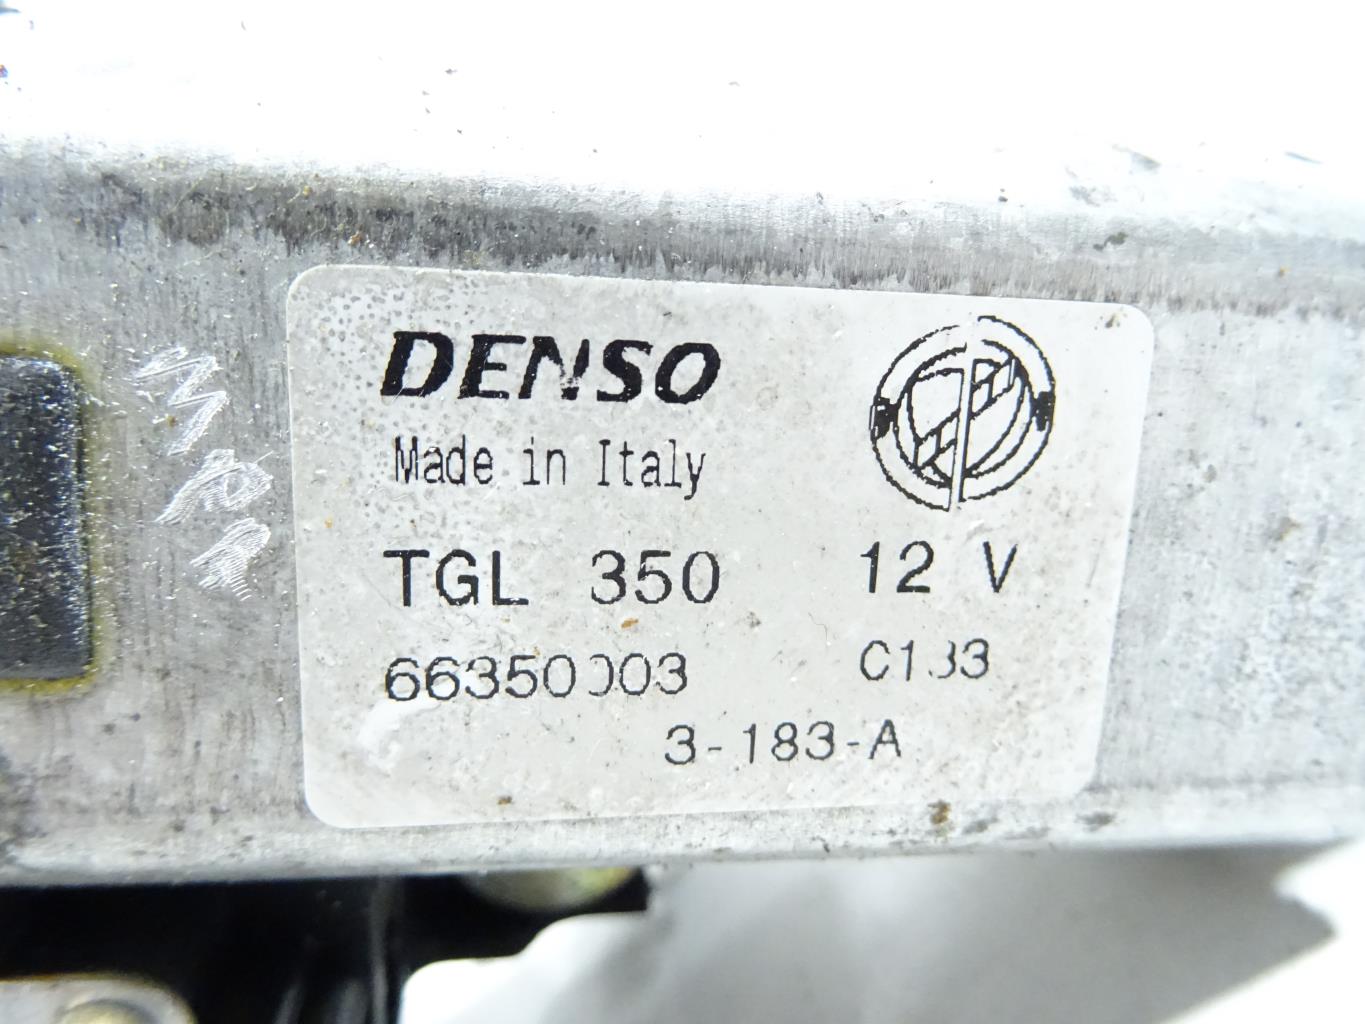 DENSO
Made in Italy
TGL 350 12 V
66350003 C183
3-183-A